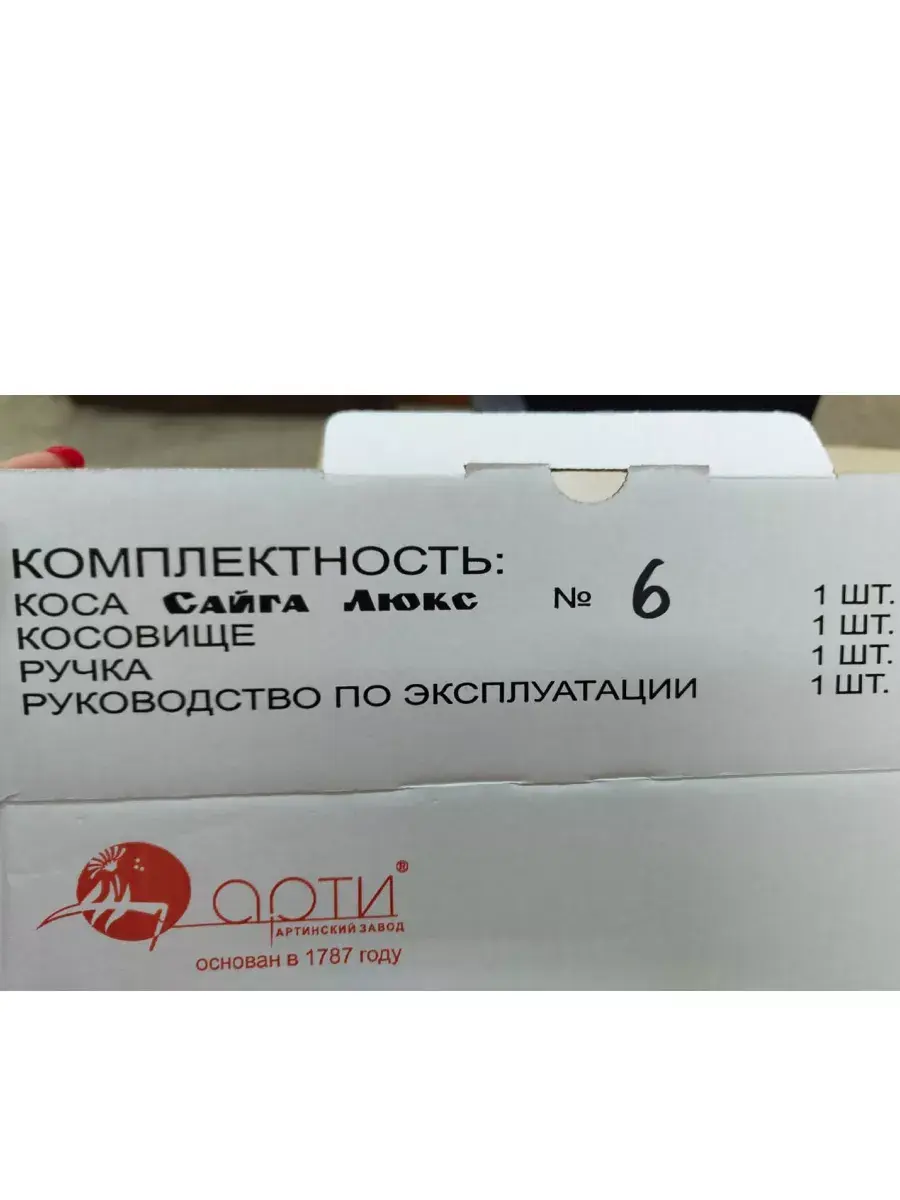 КОМПЛЕКТНОСТЬ:
КОСА Сайга Люкс № 6 1 ШТ.
КОСОВИЩЕ 1 ШТ.
РУЧКА 1 ШТ.
РУКОВОДСТВО ПО ЭКСПЛУАТАЦИИ 1 ШТ.
арти®
АРТИНСКИЙ ЗАВОД
основан в 1787 году